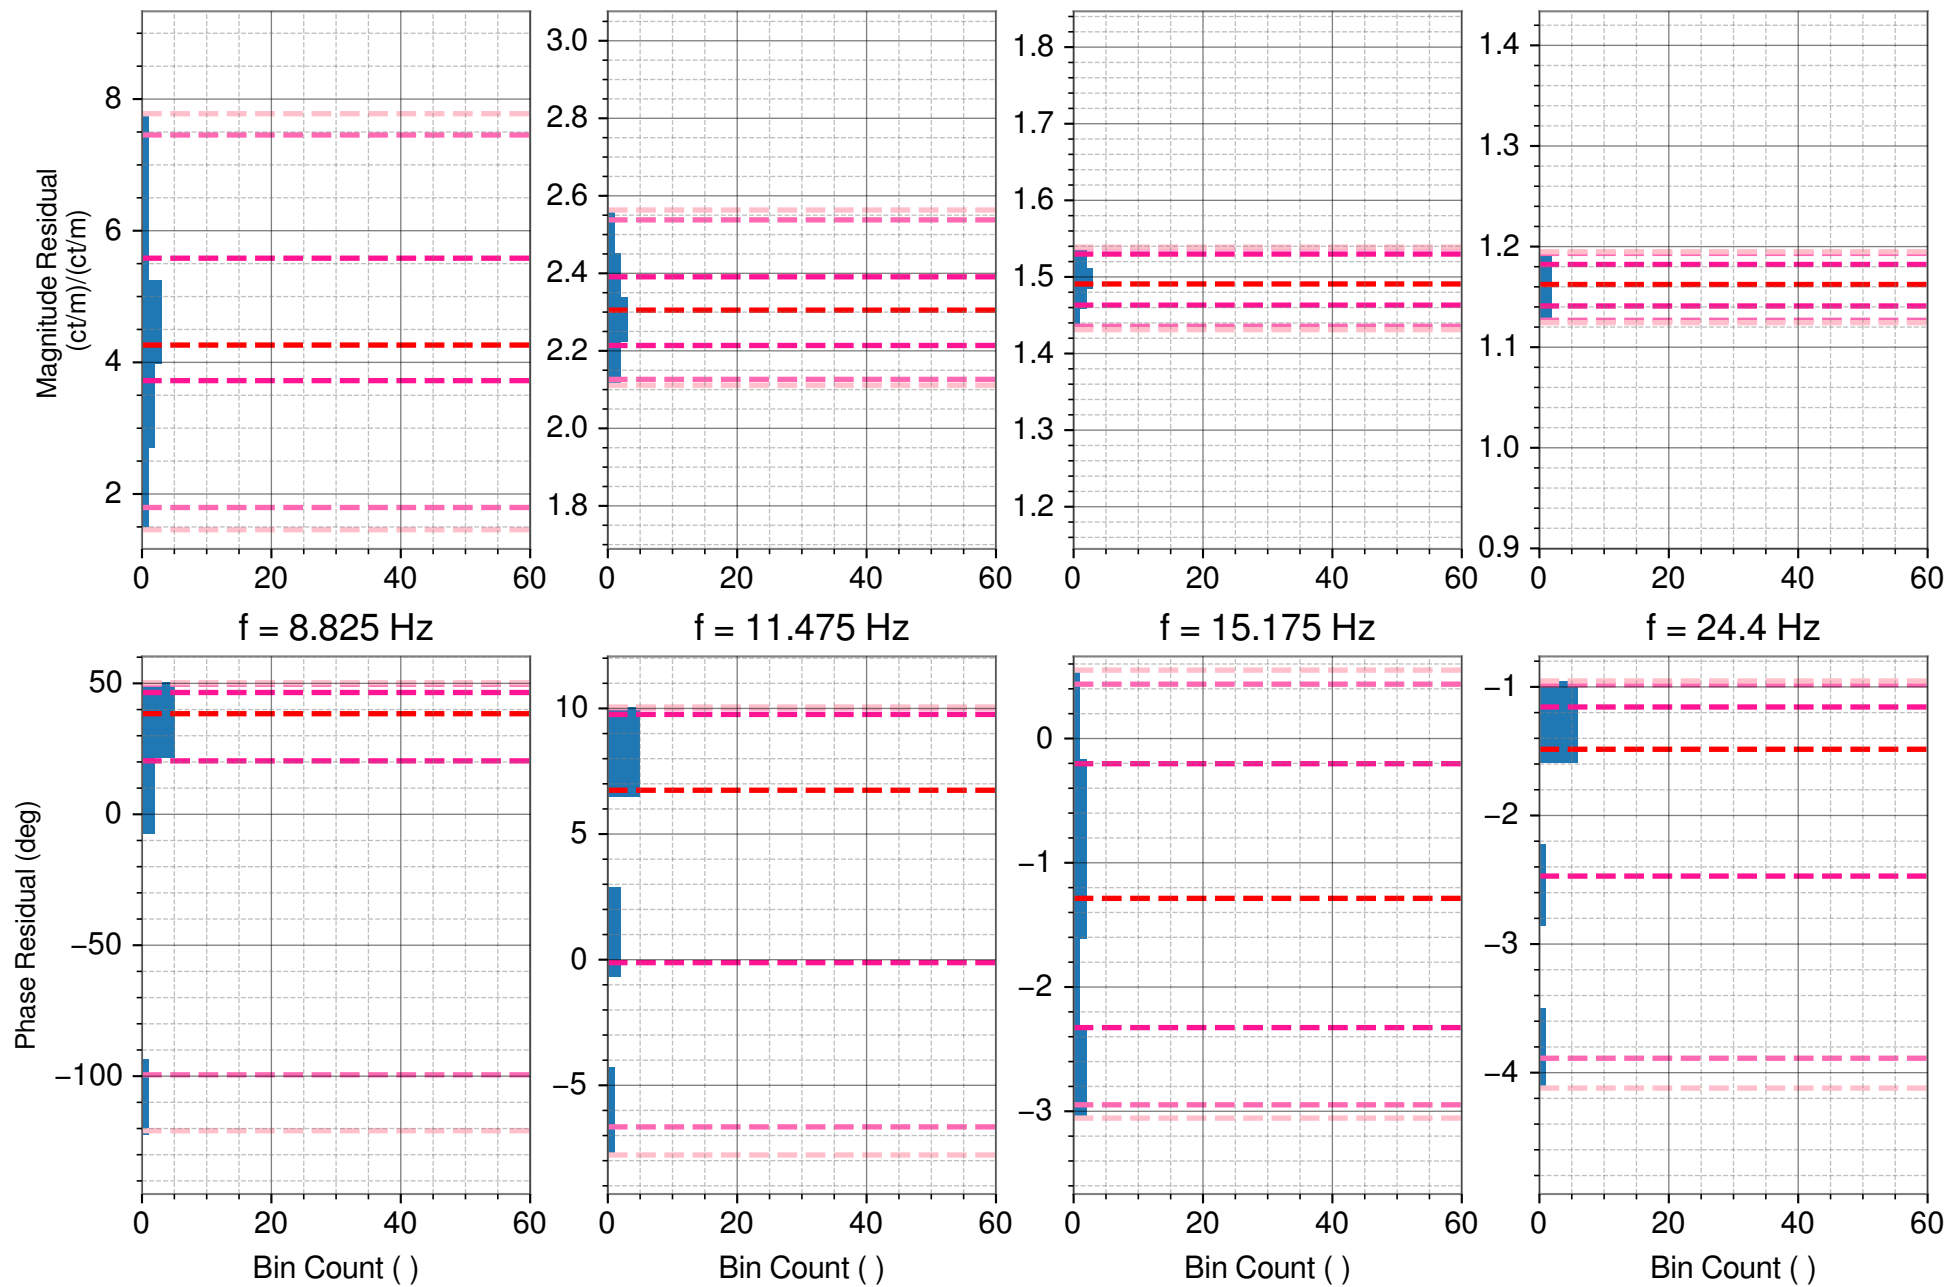 Magnitude Residual
(ct/m)/(ct/m)
8
6
4
2
0 20 40 60
3.0
2.8
2.6
2.4
2.2
2.0
1.8
0 20 40 60
1.8
1.7
1.6
1.5
1.4
1.3
1.2
0 20 40 60
1.4
1.3
1.2
1.1
1.0
0.9
0 20 40 60
f = 8.825 Hz
f = 11.475 Hz
f = 15.175 Hz
f = 24.4 Hz
Phase Residual (deg)
50
0
−50
−100
0 20 40 60
Bin Count ( )
10
5
0
−5
0 20 40 60
Bin Count ( )
0
−1
−2
−3
0 20 40 60
Bin Count ( )
−1
−2
−3
−4
0 20 40 60
Bin Count ( )